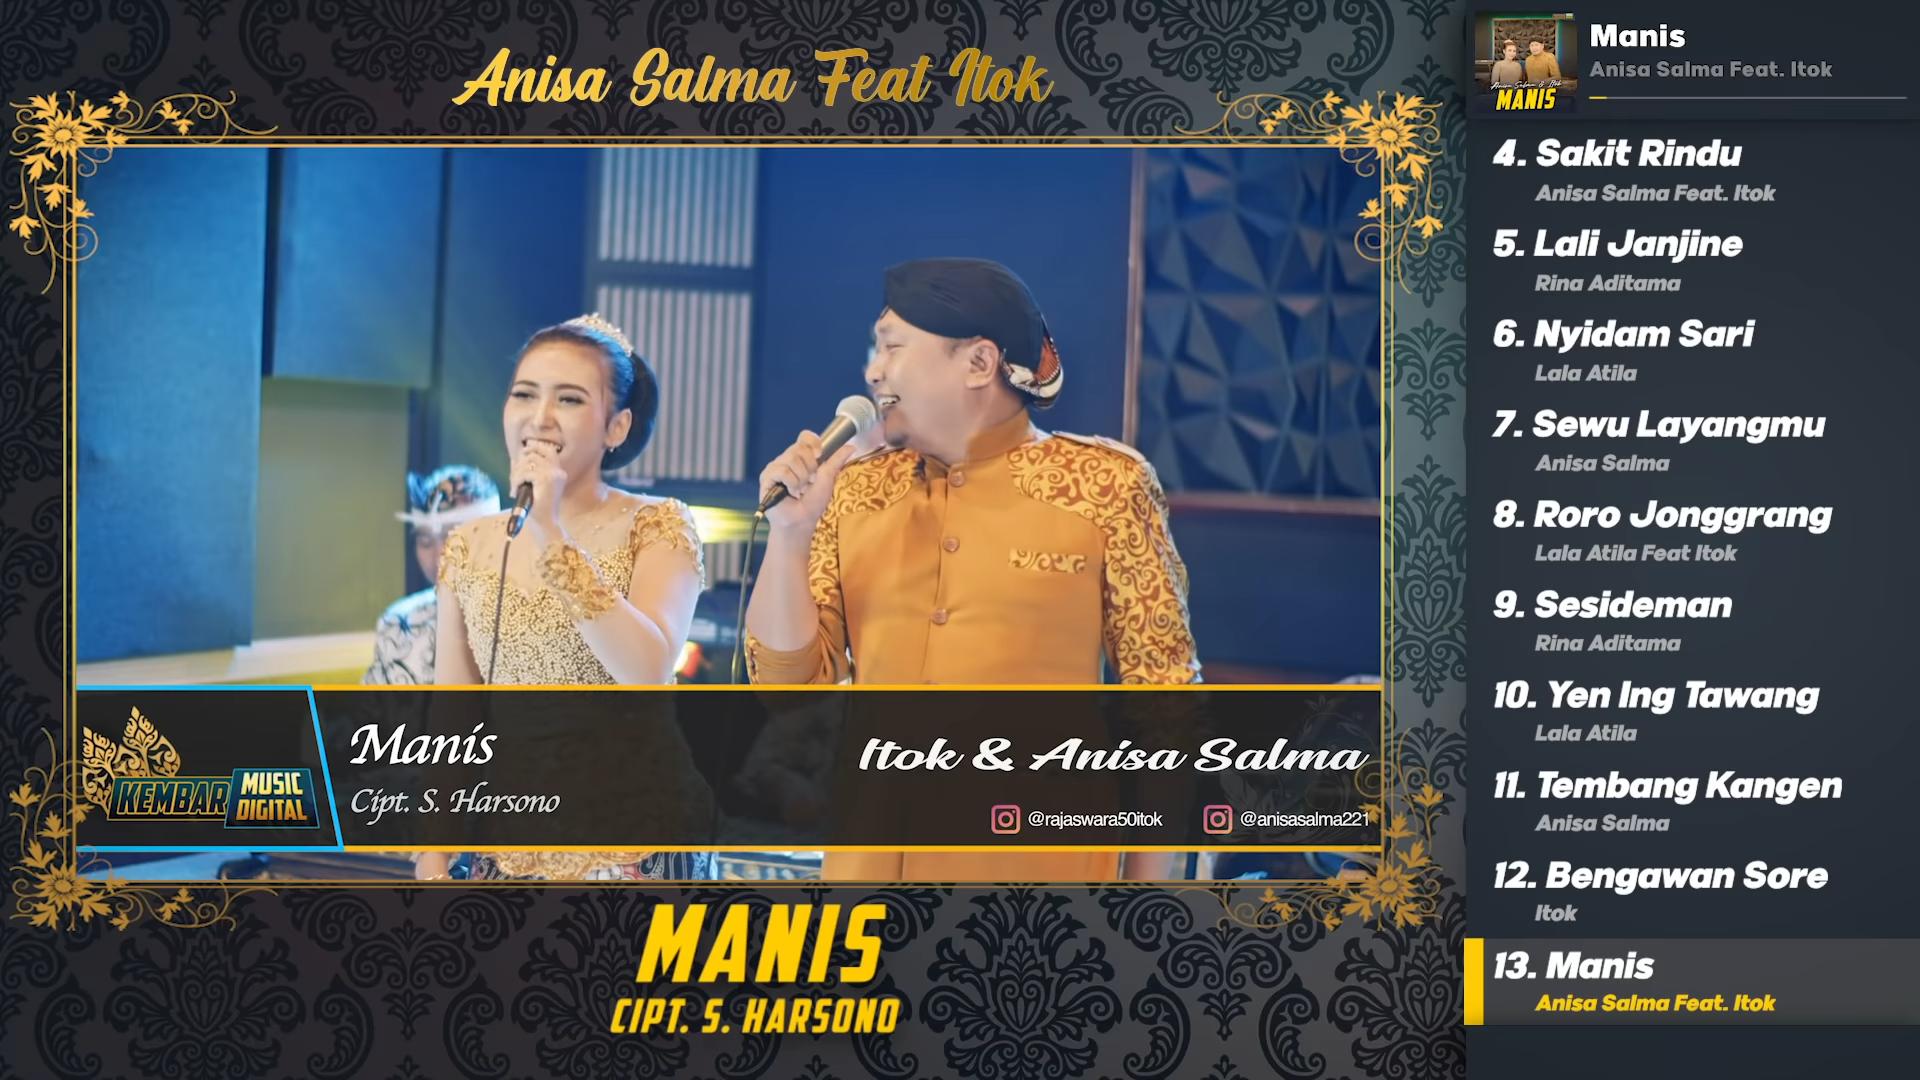 Anisa Salma Feat Itok
Manis
Cipt. S. Harsono
Itok & Anisa Salma
@rajaswara50itok
@anisasalma221
KEMBAR MUSIC
DIGITAL
MANIS
CIPT. S. HARSONO
Manis
Anisa Salma Feat. Itok
Anisa Salma & Itok
MANIS
4. Sakit Rindu
Anisa Salma Feat. Itok
5. Lali Janjine
Rina Aditama
6. Nyidam Sari
Lala Atila
7. Sewu Layangmu
Anisa Salma
8. Roro Jonggrang
Lala Atila Feat Itok
9. Sesideman
Rina Aditama
10. Yen Ing Tawang
Lala Atila
11. Tembang Kangen
Anisa Salma
12. Bengawan Sore
Itok
13. Manis
Anisa Salma Feat. Itok